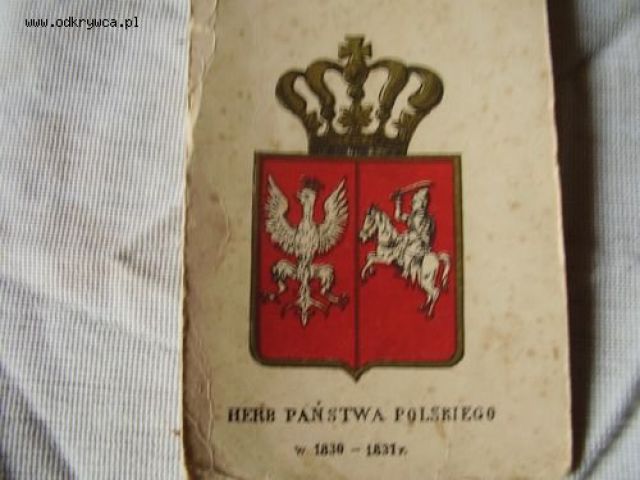 www.odkrywca.pl
HERB PAŃSTWA POLSKIEGO
w 1830 – 1831 r.